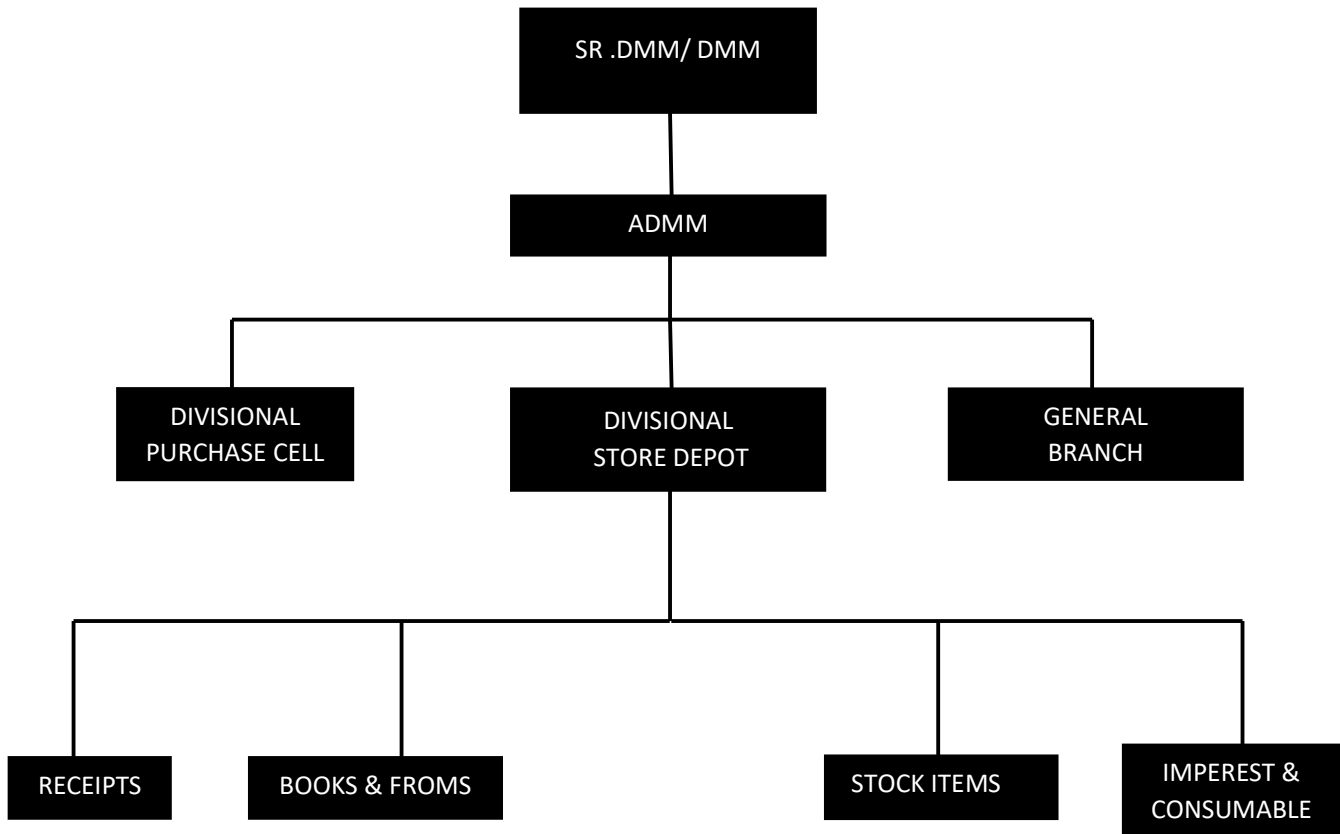 SR .DMM/ DMM
ADMM
DIVISIONAL
PURCHASE CELL
DIVISIONAL
STORE DEPOT
GENERAL
BRANCH
RECEIPTS
BOOKS & FROMS
STOCK ITEMS
IMPEREST &
CONSUMABLE